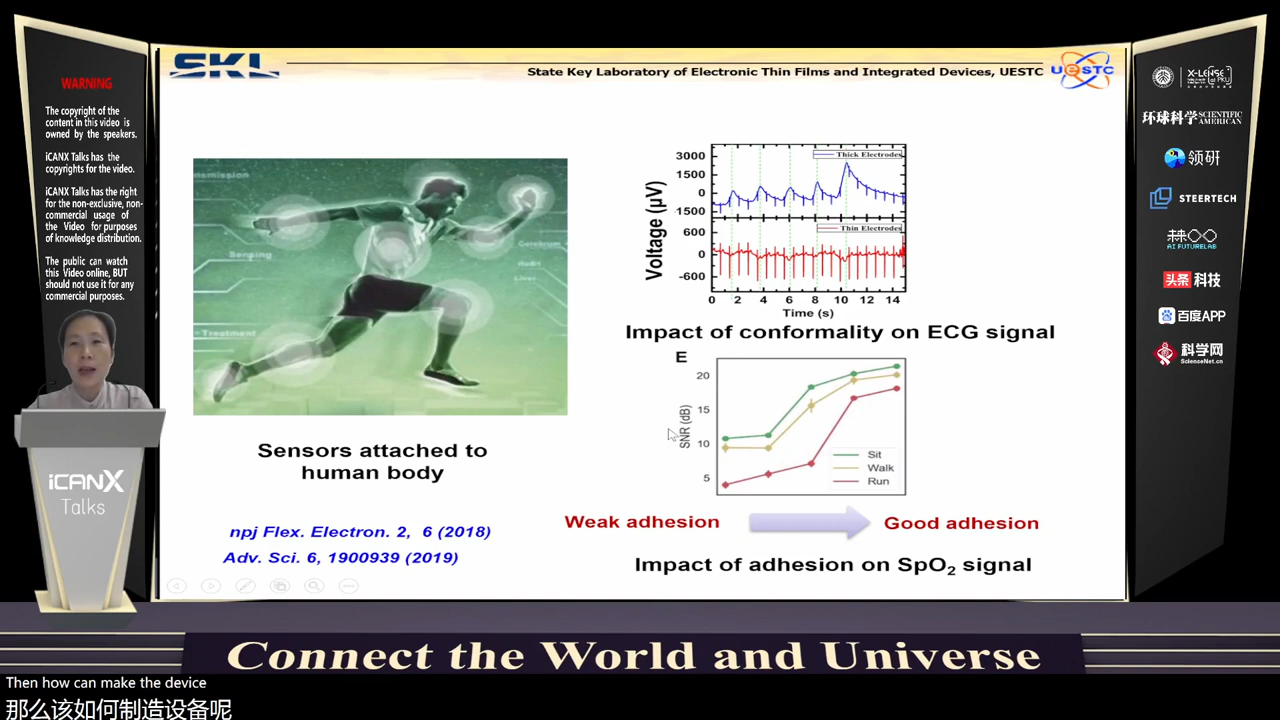 WARNING
The copyright of the
content in this video is
owned by the speakers.
iCANX Talks has the
copyrights for the video.
iCANX Talks has the right
for the non-exclusive, non-
commercial usage of
the Video for purposes
of knowledge distribution.
The public can watch
this Video online, BUT
should not use it for any
commercial purposes.
iCANX
Talks
SKL
State Key Laboratory of Electronic Thin Films and Integrated Devices, UESTC
UESTC
nsmission
Sensing
Treatment
Cerebrum
Liver
Sensors attached to
human body
npj Flex. Electron. 2, 6 (2018)
Adv. Sci. 6, 1900939 (2019)
Voltage (μV)
3000
1500
0
-1500
Thick Electrodes
600
0
-600
Thin Electrodes
0 2 4 6 8 10 12 14
Time (s)
Impact of conformality on ECG signal
E
SNR (dB)
20
15
10
5
Sit
Walk
Run
Weak adhesion
Good adhesion
Impact of adhesion on SpO₂ signal
X-LENSE
环球科学 SCIENTIFIC AMERICAN
领研
STEERTECH
AI FUTURELAB
头条 科技
百度APP
科学网
ScienceNet.cn
Connect the World and Universe
Then how can make the device
那么该如何制造设备呢